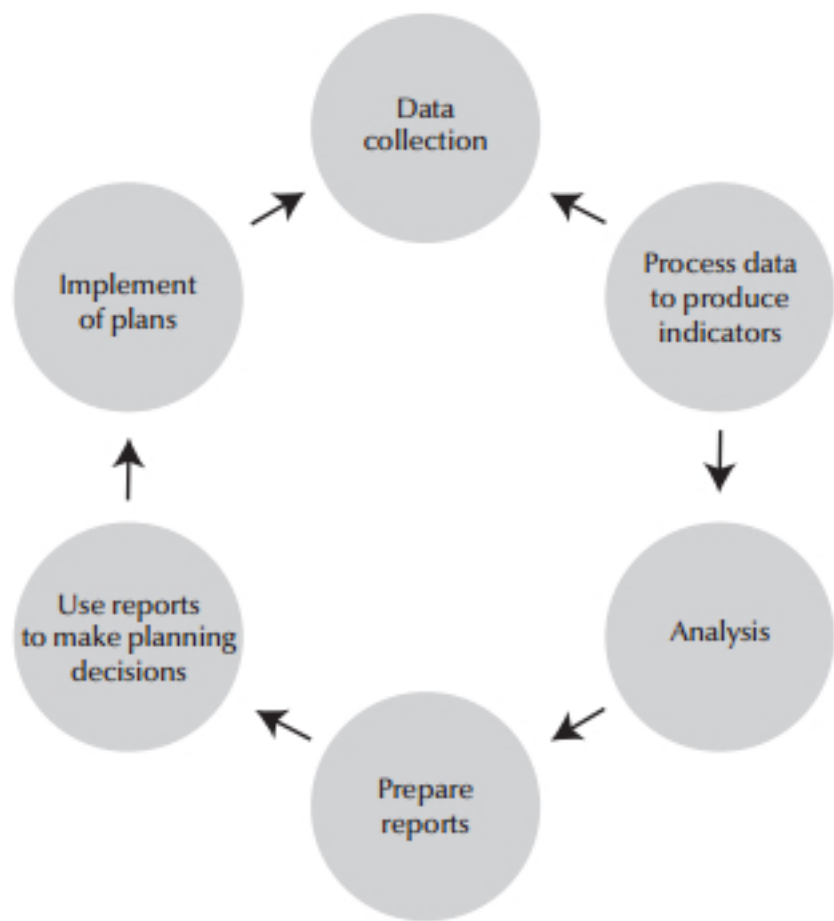 Data
collection
Process data
to produce
indicators
Analysis
Prepare
reports
Use reports
to make planning
decisions
Implement
of plans